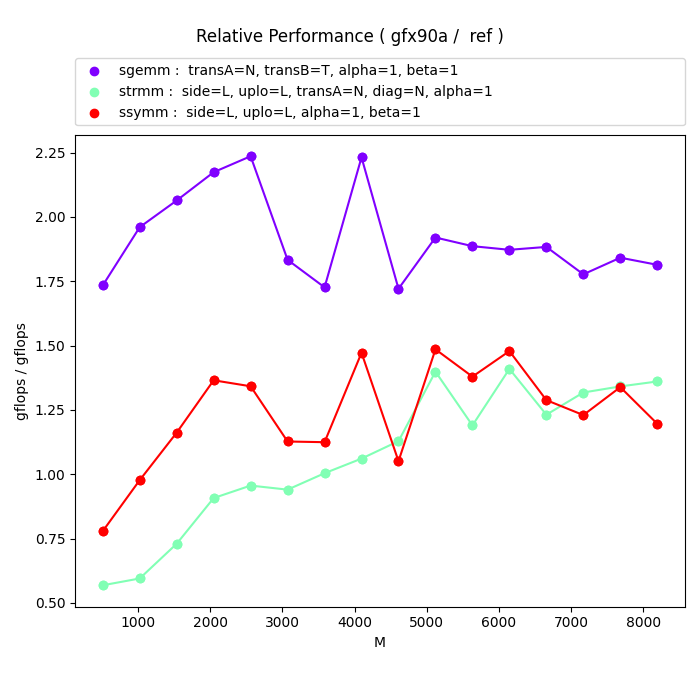 Relative Performance ( gfx90a /  ref )
sgemm :  transA=N, transB=T, alpha=1, beta=1
strmm :  side=L, uplo=L, transA=N, diag=N, alpha=1
ssymm :  side=L, uplo=L, alpha=1, beta=1
2.25
2.00
1.75
1.50
1.25
1.00
0.75
0.50
gflops / gflops
1000 2000 3000 4000 5000 6000 7000 8000
M